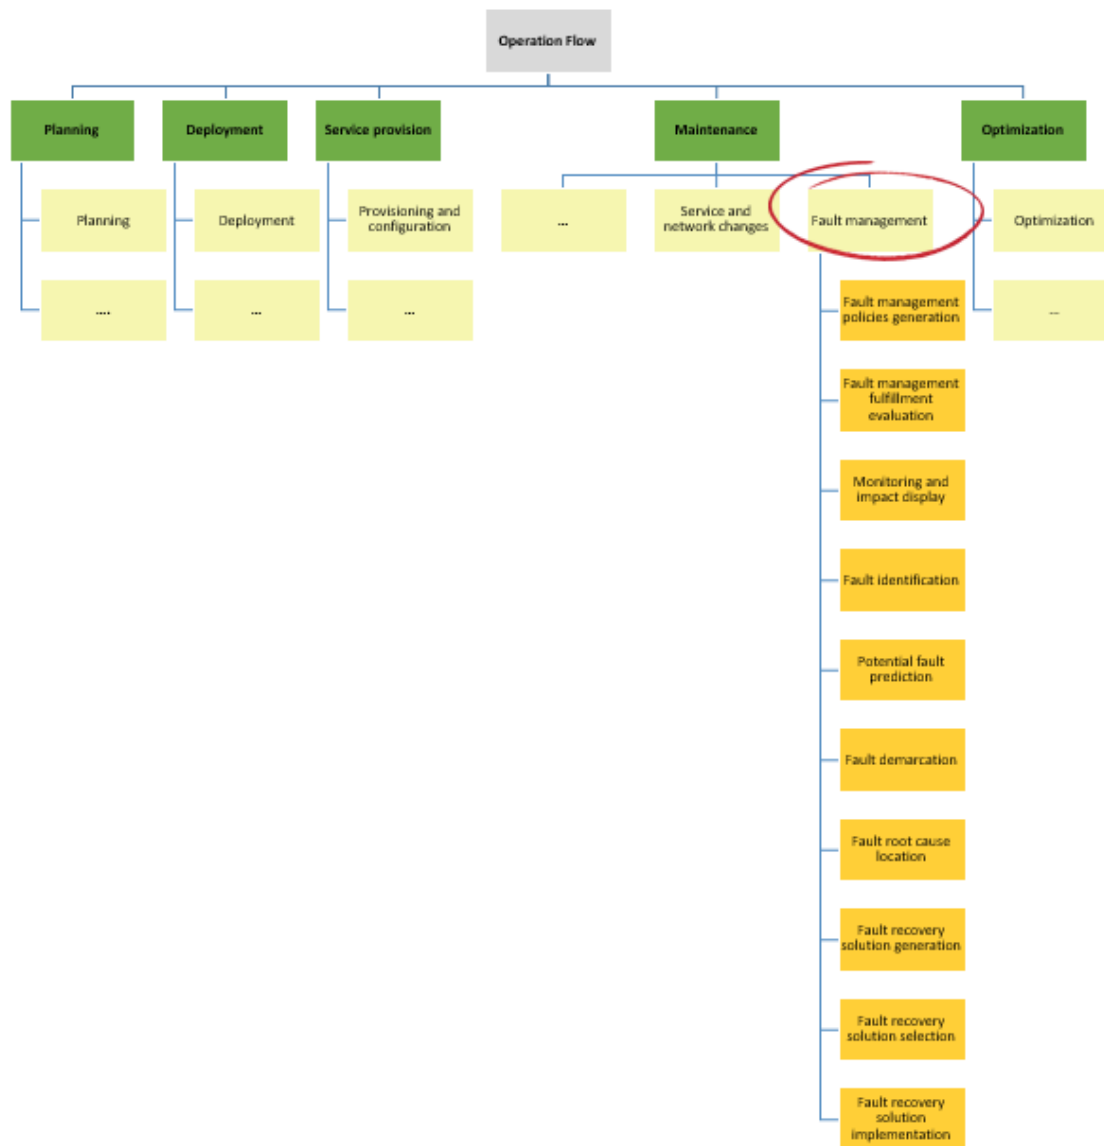 Operation Flow
Planning
Deployment
Service provision
Maintenance
Optimization
Planning
Deployment
Provisioning and
configuration
...
Service and
network changes
Fault management
Optimization
....
...
...
Fault management
policies generation
...
Fault management
fulfillment
evaluation
Monitoring and
impact display
Fault identification
Potential fault
prediction
Fault demarcation
Fault root cause
location
Fault recovery
solution generation
Fault recovery
solution selection
Fault recovery
solution
implementation